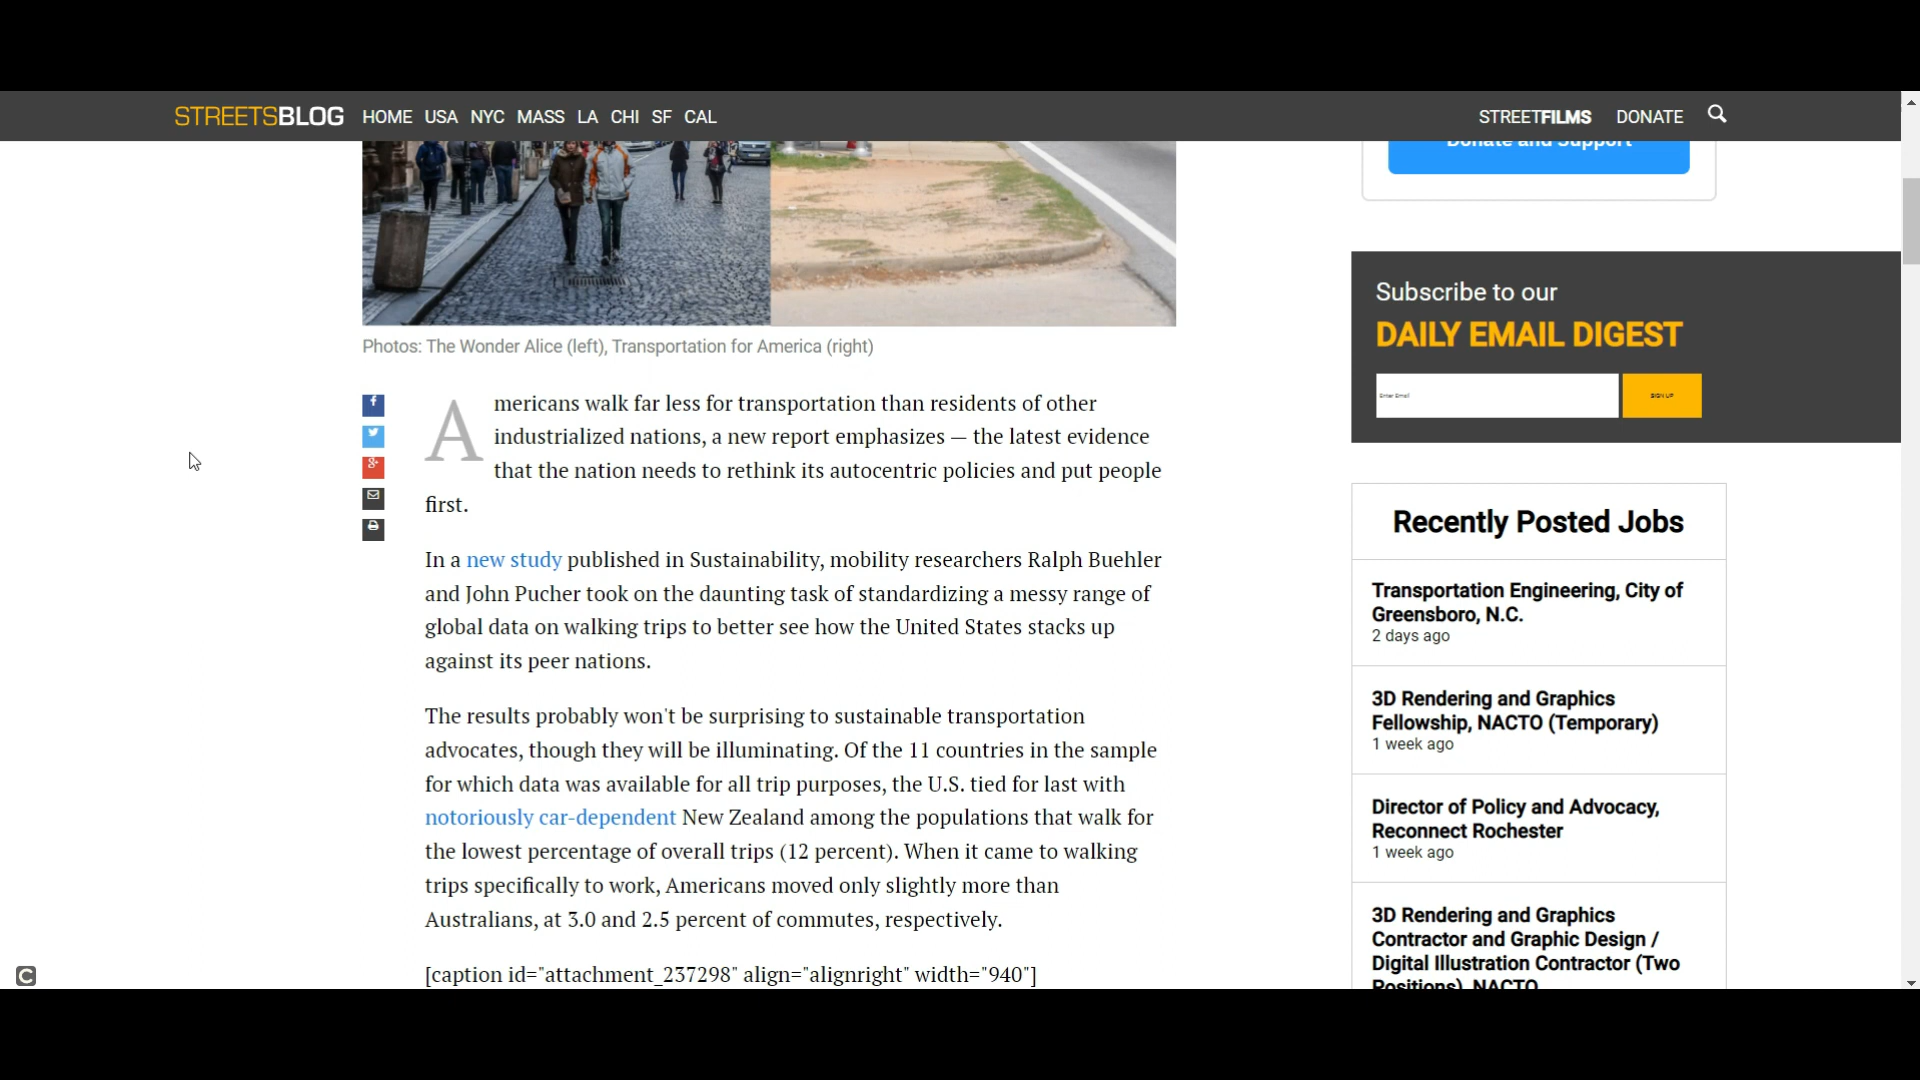 STREETSBLOG HOME USA NYC MASS LA CHI SF CAL STREETFILMS DONATE
Donate and Support
Photos: The Wonder Alice (left), Transportation for America (right)
Americans walk far less for transportation than residents of other
industrialized nations, a new report emphasizes — the latest evidence
that the nation needs to rethink its autocentric policies and put people
first.
In a new study published in Sustainability, mobility researchers Ralph Buehler
and John Pucher took on the daunting task of standardizing a messy range of
global data on walking trips to better see how the United States stacks up
against its peer nations.
The results probably won't be surprising to sustainable transportation
advocates, though they will be illuminating. Of the 11 countries in the sample
for which data was available for all trip purposes, the U.S. tied for last with
notoriously car-dependent New Zealand among the populations that walk for
the lowest percentage of overall trips (12 percent). When it came to walking
trips specifically to work, Americans moved only slightly more than
Australians, at 3.0 and 2.5 percent of commutes, respectively.
[caption id="attachment_237298" align="alignright" width="940"]
Subscribe to our
DAILY EMAIL DIGEST
Enter Email
SIGN UP
Recently Posted Jobs
Transportation Engineering, City of
Greensboro, N.C.
2 days ago
3D Rendering and Graphics
Fellowship, NACTO (Temporary)
1 week ago
Director of Policy and Advocacy,
Reconnect Rochester
1 week ago
3D Rendering and Graphics
Contractor and Graphic Design /
Digital Illustration Contractor (Two
Positions), NACTO